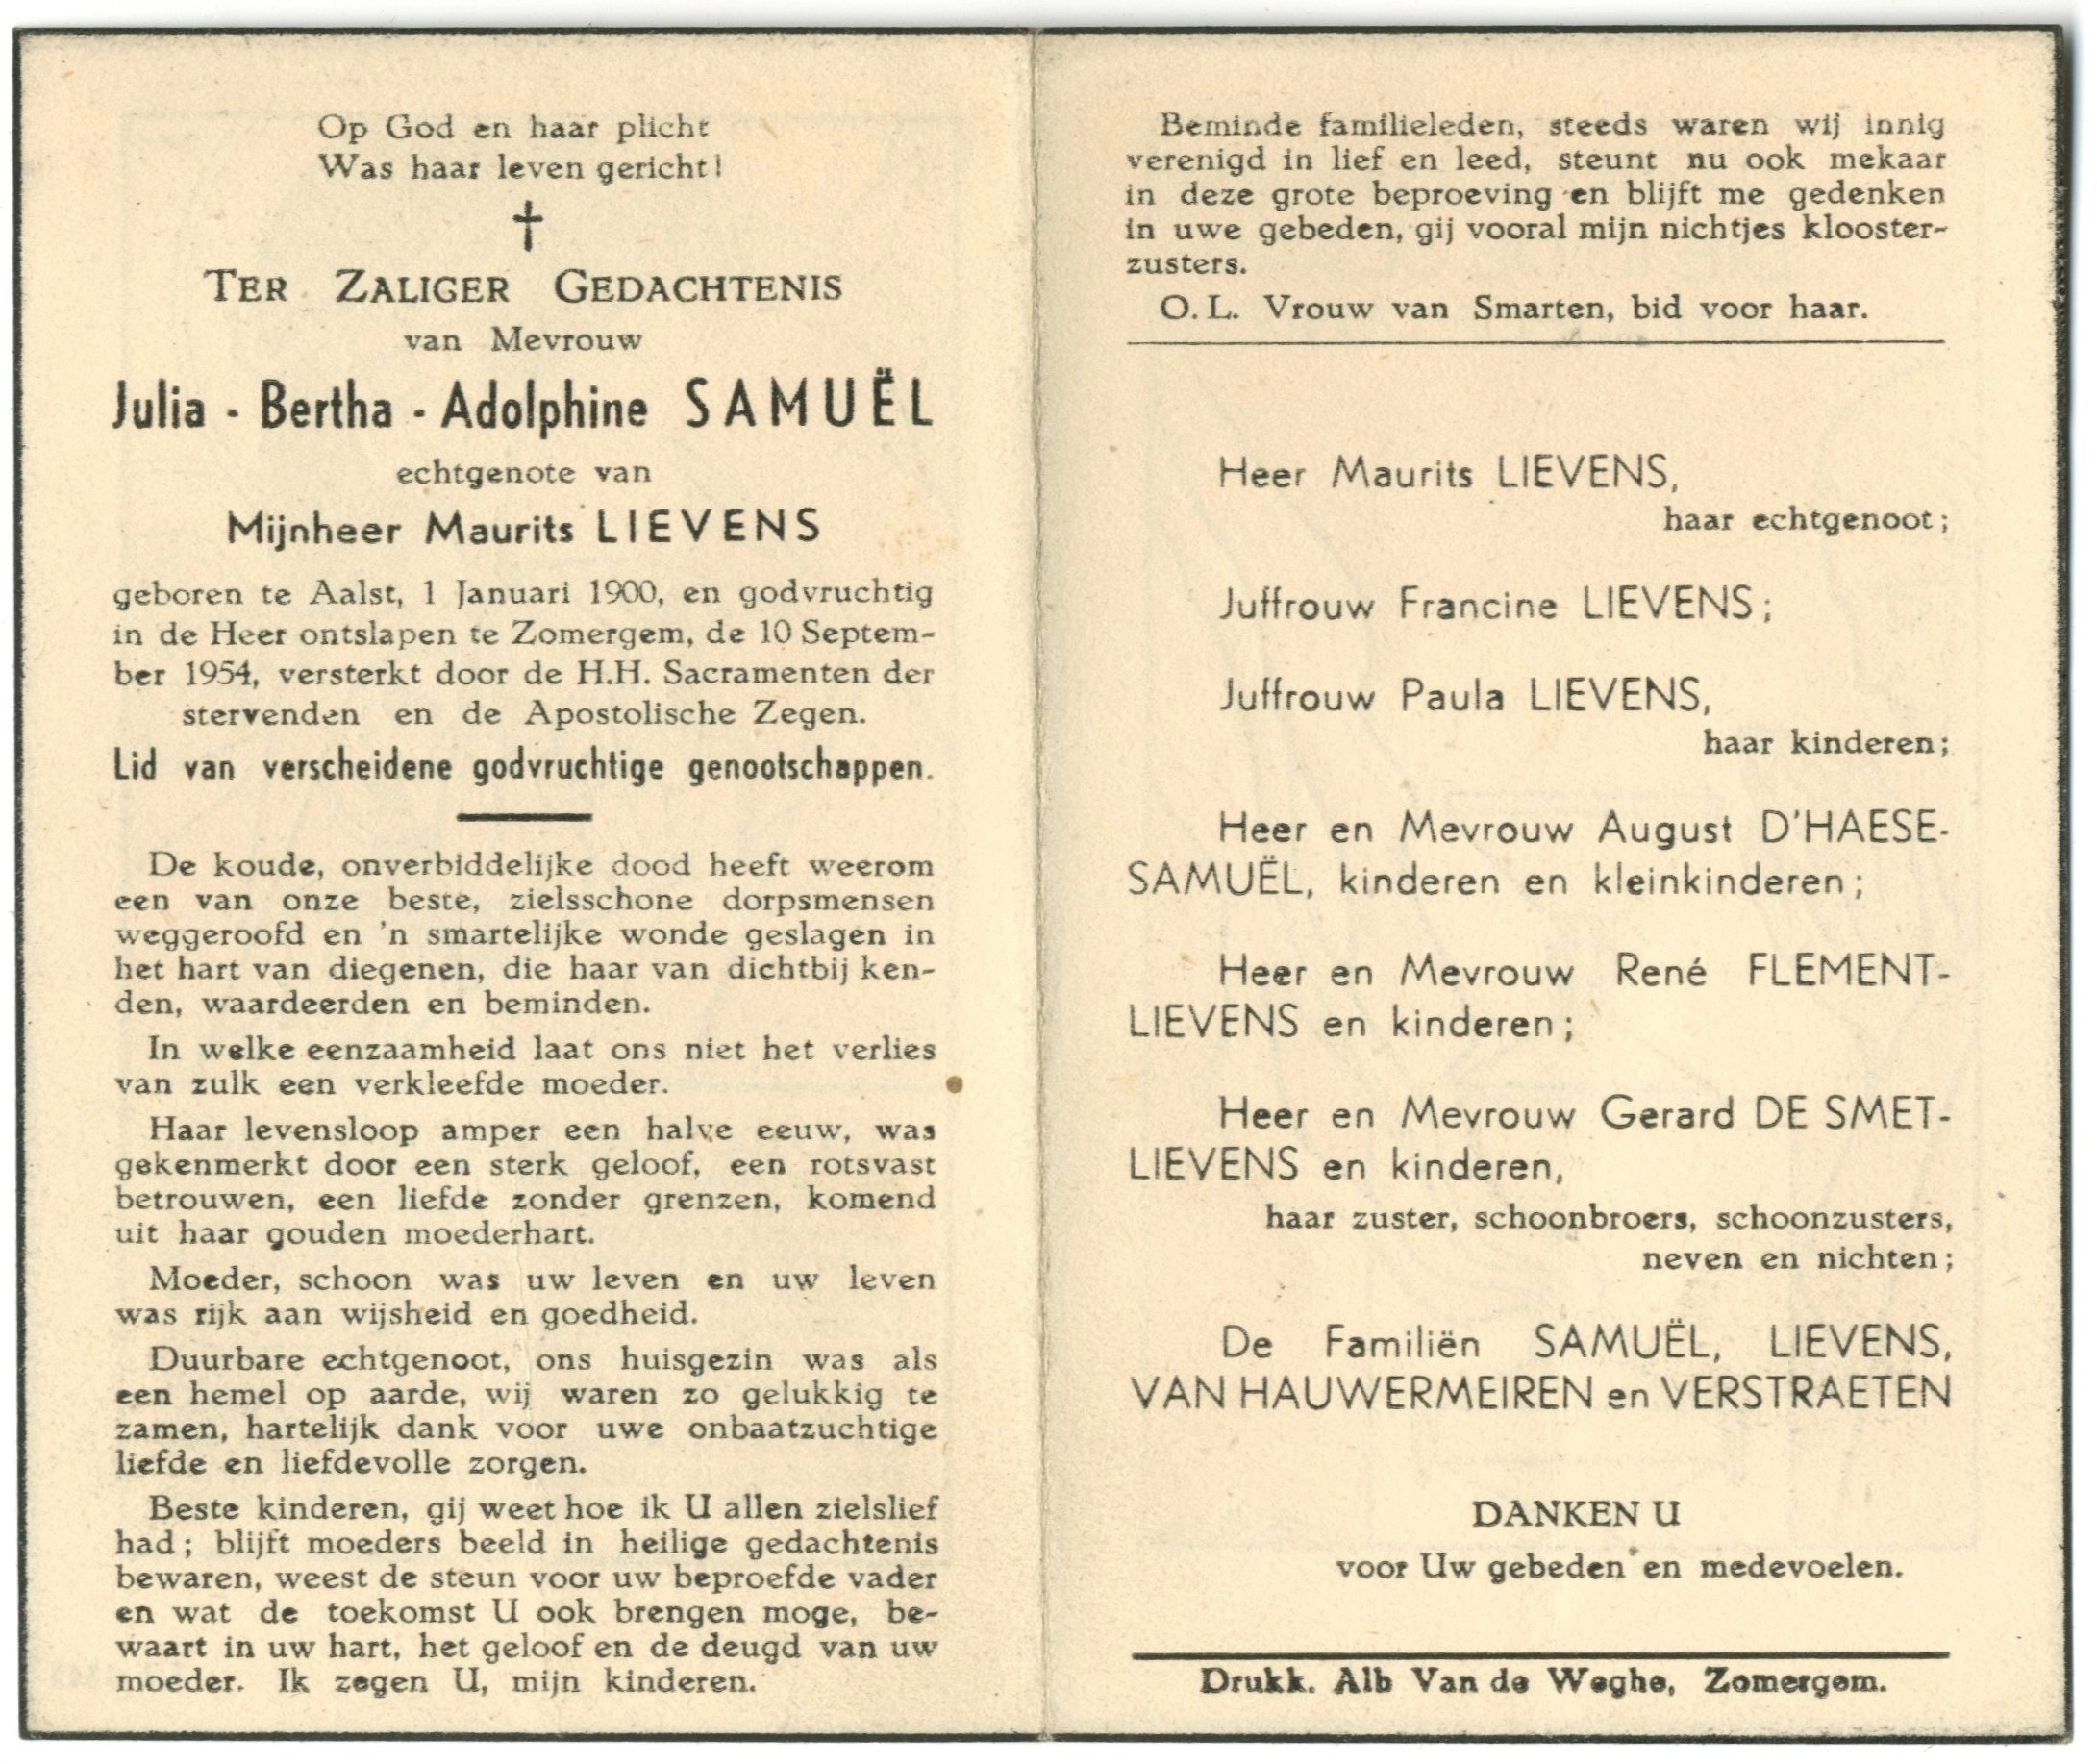 Op God en haar plicht
Was haar leven gericht!
TER ZALIGER GEDACHTENIS
van Mevrouw
Julia - Bertha - Adolphine SAMUËL
echtgenote van
Mijnheer Maurits LIEVENS
geboren te Aalst, 1 Januari 1900, en godvruchtig
in de Heer ontslapen te Zomergem, de 10 Septem-
ber 1954, versterkt door de H.H. Sacramenten der
stervenden en de Apostolische Zegen.
Lid van verscheidene godvruchtige genootschappen.
De koude, onverbiddelijke dood heeft weerom
een van onze beste, zielsschone dorpsmensen
weggeroofd en 'n smartelijke wonde geslagen in
het hart van diegenen, die haar van dichtbij ken-
den, waardeerden en beminden.
In welke eenzaamheid laat ons niet het verlies
van zulk een verkleefde moeder.
Haar levensloop amper een halve eeuw, was
gekenmerkt door een sterk geloof, een rotsvast
betrouwen, een liefde zonder grenzen, komend
uit haar gouden moederhart.
Moeder, schoon was uw leven en uw leven
was rijk aan wijsheid en goedheid.
Duurbare echtgenoot, ons huisgezin was als
een hemel op aarde, wij waren zo gelukkig te
zamen, hartelijk dank voor uwe onbaatzuchtige
liefde en liefdevolle zorgen.
Beste kinderen, gij weet hoe ik U allen zielslief
had; blijft moeders beeld in heilige gedachtenis
bewaren, weest de steun voor uw beproefde vader
en wat de toekomst U ook brengen moge, be-
waart in uw hart, het geloof en de deugd van uw
moeder. Ik zegen U, mijn kinderen.
Beminde familieleden, steeds waren wij innig
verenigd in lief en leed, steunt nu ook mekaar
in deze grote beproeving en blijft me gedenken
in uwe gebeden, gij vooral mijn nichtjes klooster-
zusters.
O. L. Vrouw van Smarten, bid voor haar.
Heer Maurits LIEVENS,
haar echtgenoot;
Juffrouw Francine LIEVENS;
Juffrouw Paula LIEVENS,
haar kinderen;
Heer en Mevrouw August D'HAESE-
SAMUËL, kinderen en kleinkinderen;
Heer en Mevrouw René FLEMENT-
LIEVENS en kinderen;
Heer en Mevrouw Gerard DE SMET-
LIEVENS en kinderen,
haar zuster, schoonbroers, schoonzusters,
neven en nichten;
De Familiën SAMUËL, LIEVENS,
VAN HAUWERMEIREN en VERSTRAETEN
DANKEN U
voor Uw gebeden en medevoelen.
Drukk. Alb Van de Weghe, Zomergem.